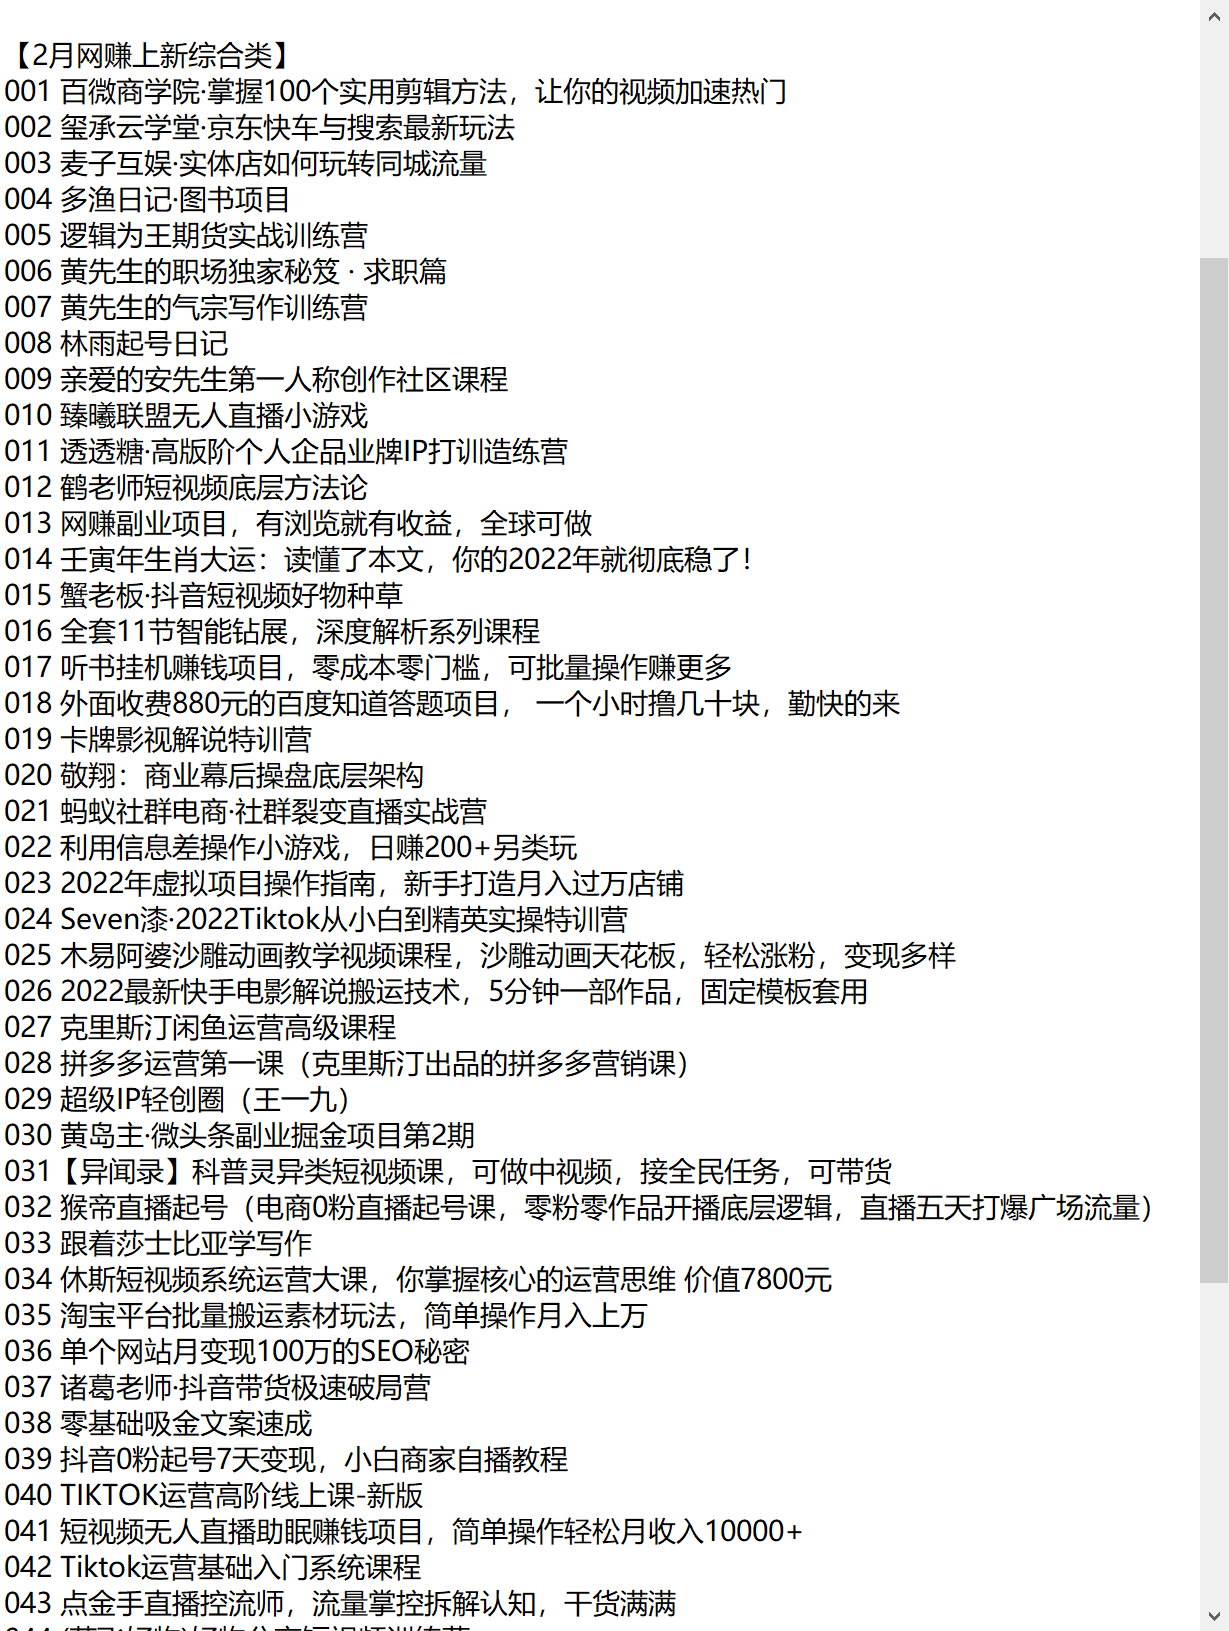 【2月网赚上新综合类】
001 百微商学院·掌握100个实用剪辑方法，让你的视频加速热门
002 玺承云学堂·京东快车与搜索最新玩法
003 麦子互娱·实体店如何玩转同城流量
004 多渔日记·图书项目
005 逻辑为王期货实战训练营
006 黄先生的职场独家秘笈 · 求职篇
007 黄先生的气宗写作训练营
008 林雨起号日记
009 亲爱的安先生第一人称创作社区课程
010 臻曦联盟无人直播小游戏
011 透透糖·高版阶个人企品业牌IP打训造练营
012 鹤老师短视频底层方法论
013 网赚副业项目，有浏览就有收益，全球可做
014 壬寅年生肖大运：读懂了本文，你的2022年就彻底稳了！
015 蟹老板·抖音短视频好物种草
016 全套11节智能钻展，深度解析系列课程
017 听书挂机赚钱项目，零成本零门槛，可批量操作赚更多
018 外面收费880元的百度知道答题项目， 一个小时撸几十块，勤快的来
019 卡牌影视解说特训营
020 敬翔：商业幕后操盘底层架构
021 蚂蚁社群电商·社群裂变直播实战营
022 利用信息差操作小游戏，日赚200+另类玩
023 2022年虚拟项目操作指南，新手打造月入过万店铺
024 Seven漆·2022Tiktok从小白到精英实操特训营
025 木易阿婆沙雕动画教学视频课程，沙雕动画天花板，轻松涨粉，变现多样
026 2022最新快手电影解说搬运技术，5分钟一部作品，固定模板套用
027 克里斯汀闲鱼运营高级课程
028 拼多多运营第一课（克里斯汀出品的拼多多营销课）
029 超级IP轻创圈（王一九）
030 黄岛主·微头条副业掘金项目第2期
031【异闻录】科普灵异类短视频课，可做中视频，接全民任务，可带货
032 猴帝直播起号（电商0粉直播起号课，零粉零作品开播底层逻辑，直播五天打爆广场流量）
033 跟着莎士比亚学写作
034 休斯短视频系统运营大课，你掌握核心的运营思维 价值7800元
035 淘宝平台批量搬运素材玩法，简单操作月入上万
036 单个网站月变现100万的SEO秘密
037 诸葛老师·抖音带货极速破局营
038 零基础吸金文案速成
039 抖音0粉起号7天变现，小白商家自播教程
040 TIKTOK运营高阶线上课-新版
041 短视频无人直播助眠赚钱项目，简单操作轻松月收入10000+
042 Tiktok运营基础入门系统课程
043 点金手直播控流师，流量掌控拆解认知，干货满满